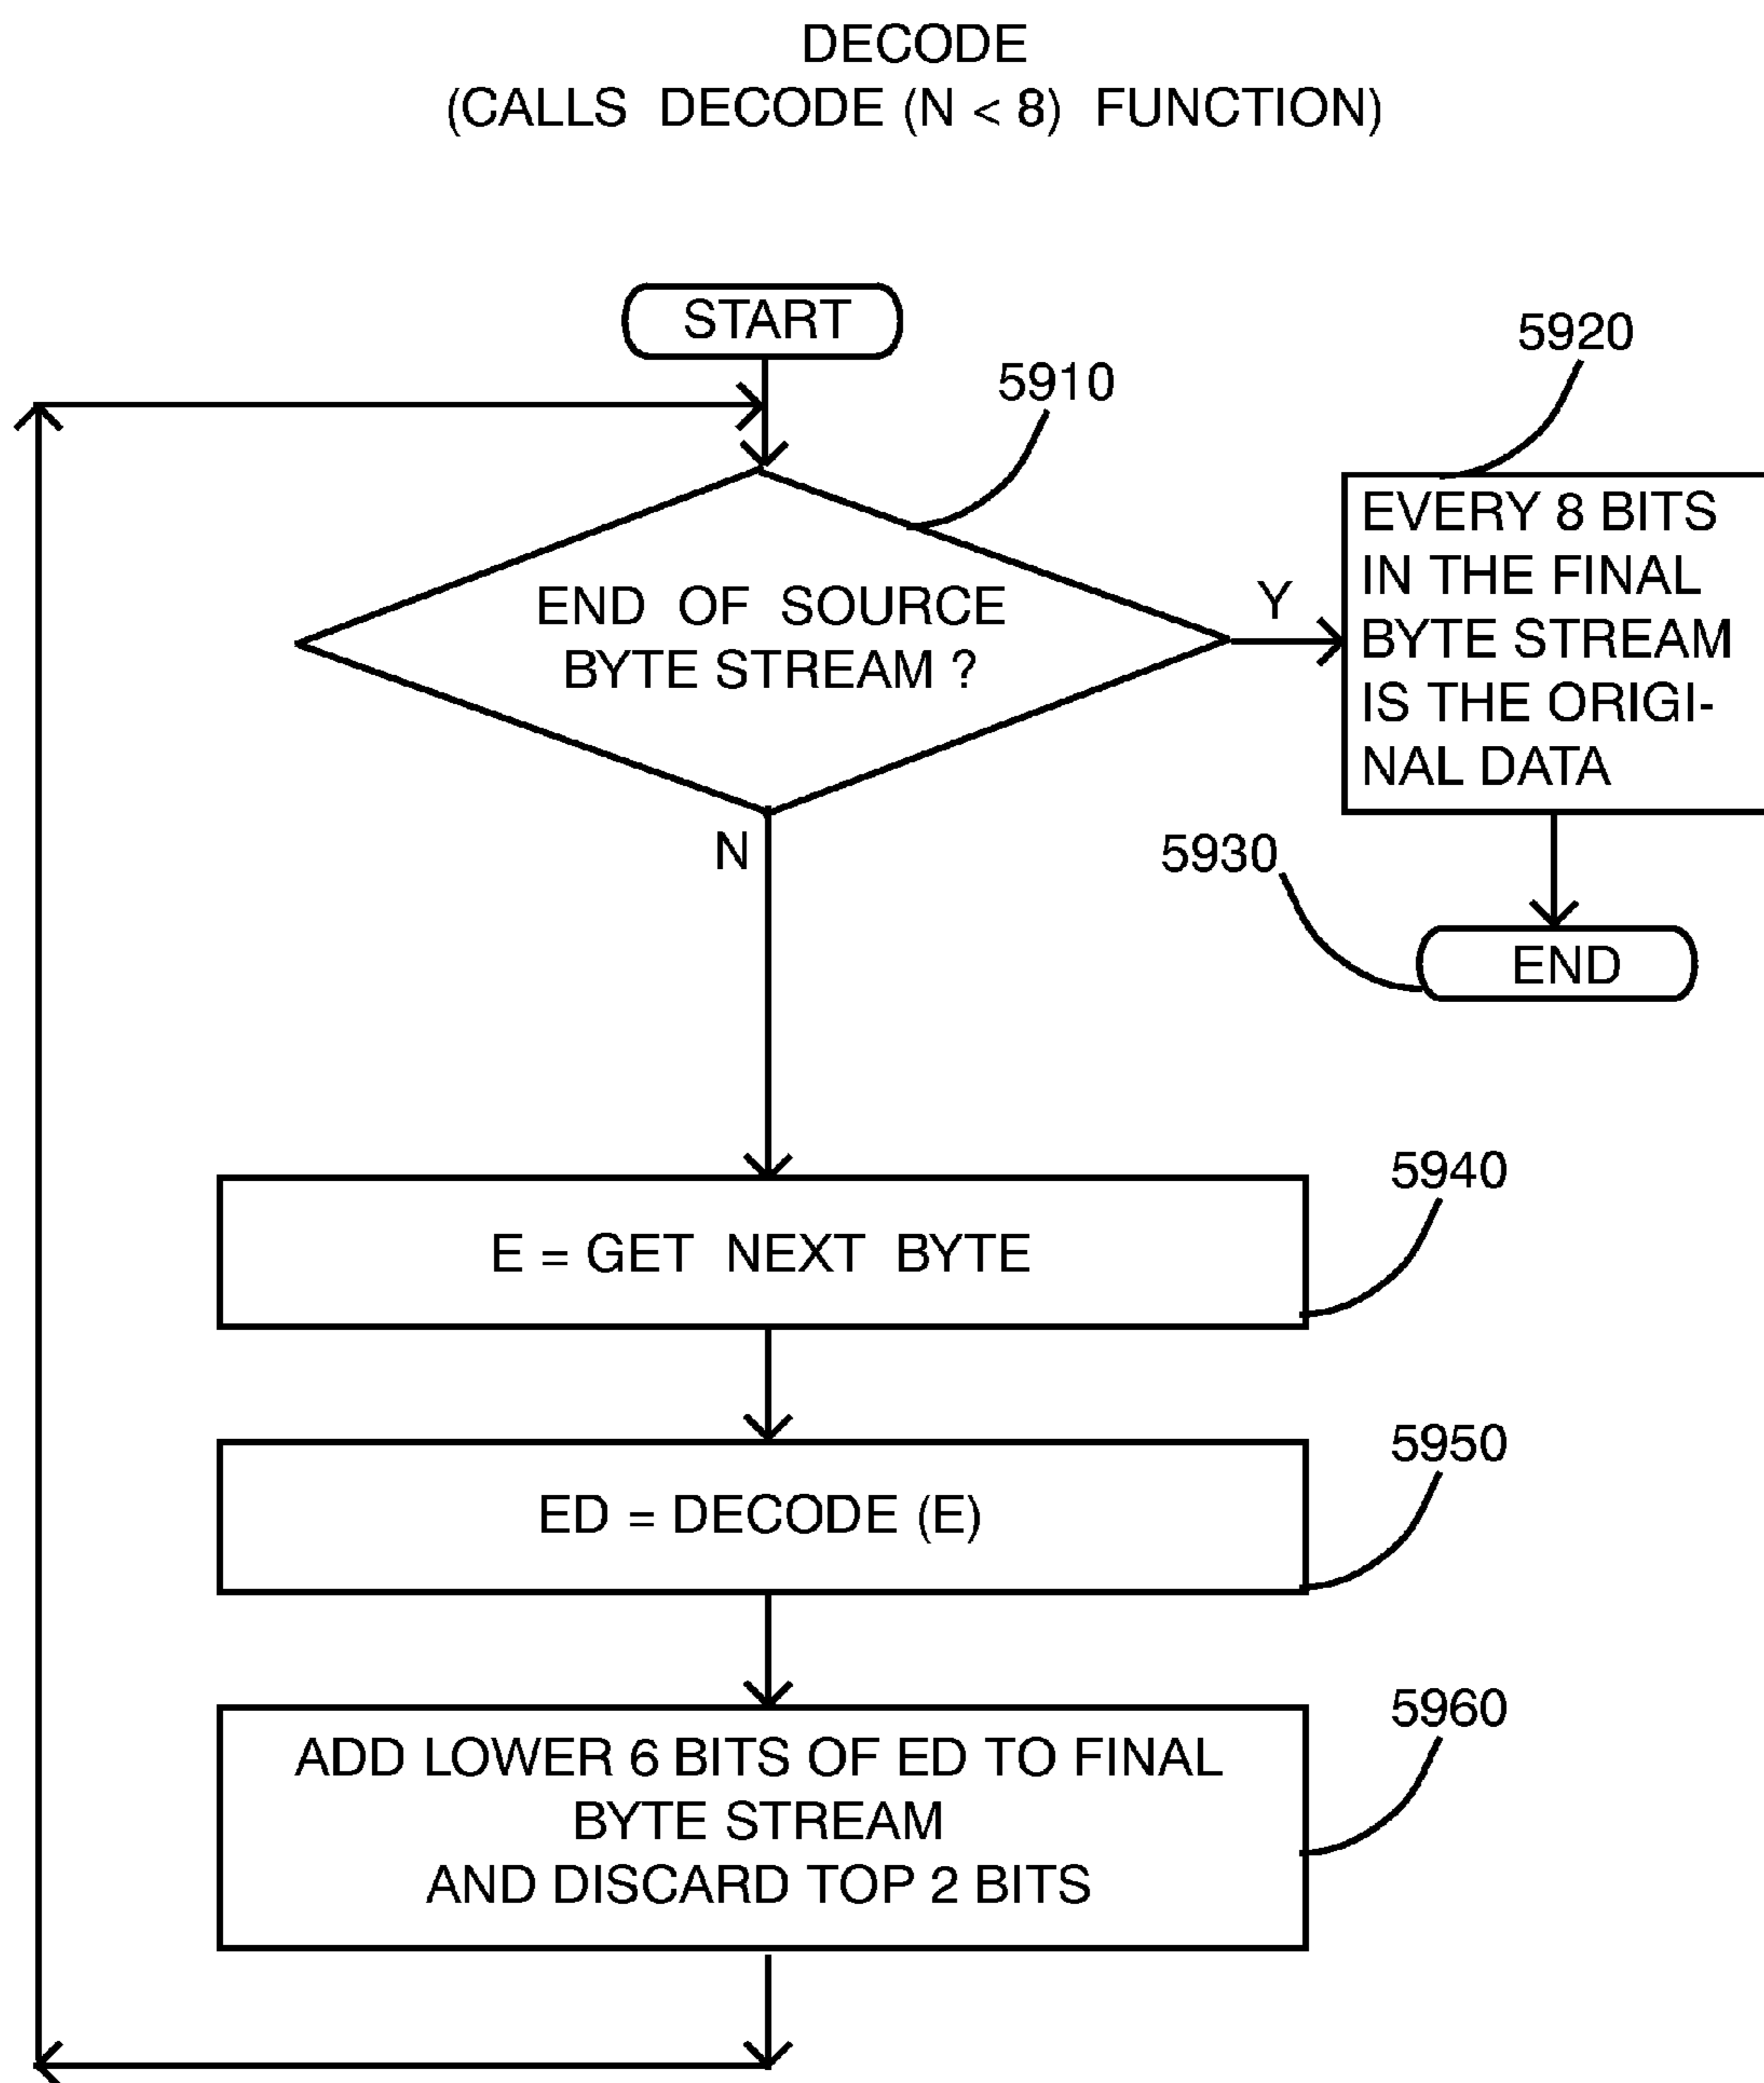 DECODE
(CALLS DECODE (N < 8) FUNCTION)
START
5910
5920
END OF SOURCE
BYTE STREAM ?
Y
EVERY 8 BITS
IN THE FINAL
BYTE STREAM
IS THE ORIGI-
NAL DATA
N
5930
END
5940
E = GET NEXT BYTE
5950
ED = DECODE (E)
5960
ADD LOWER 6 BITS OF ED TO FINAL
BYTE STREAM
AND DISCARD TOP 2 BITS